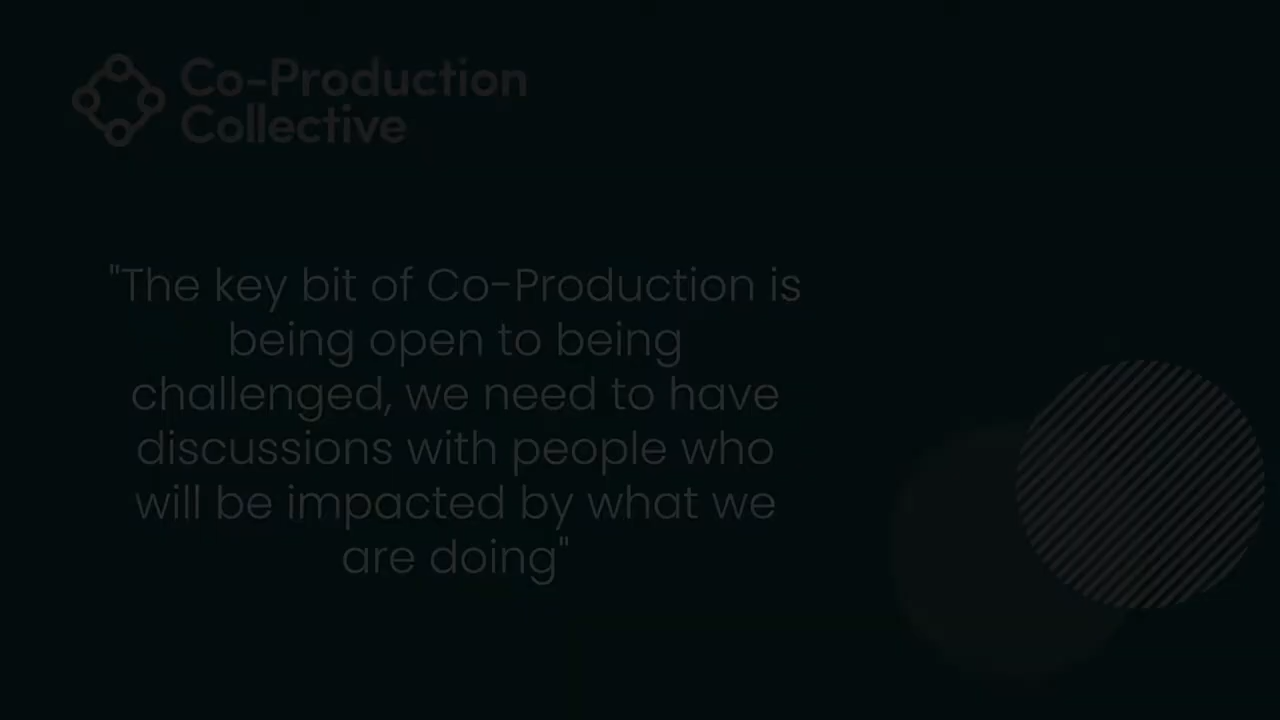 Co-Production
Collective
"The key bit of Co-Production is
being open to being
challenged, we need to have
discussions with people who
will be impacted by what we
are doing"